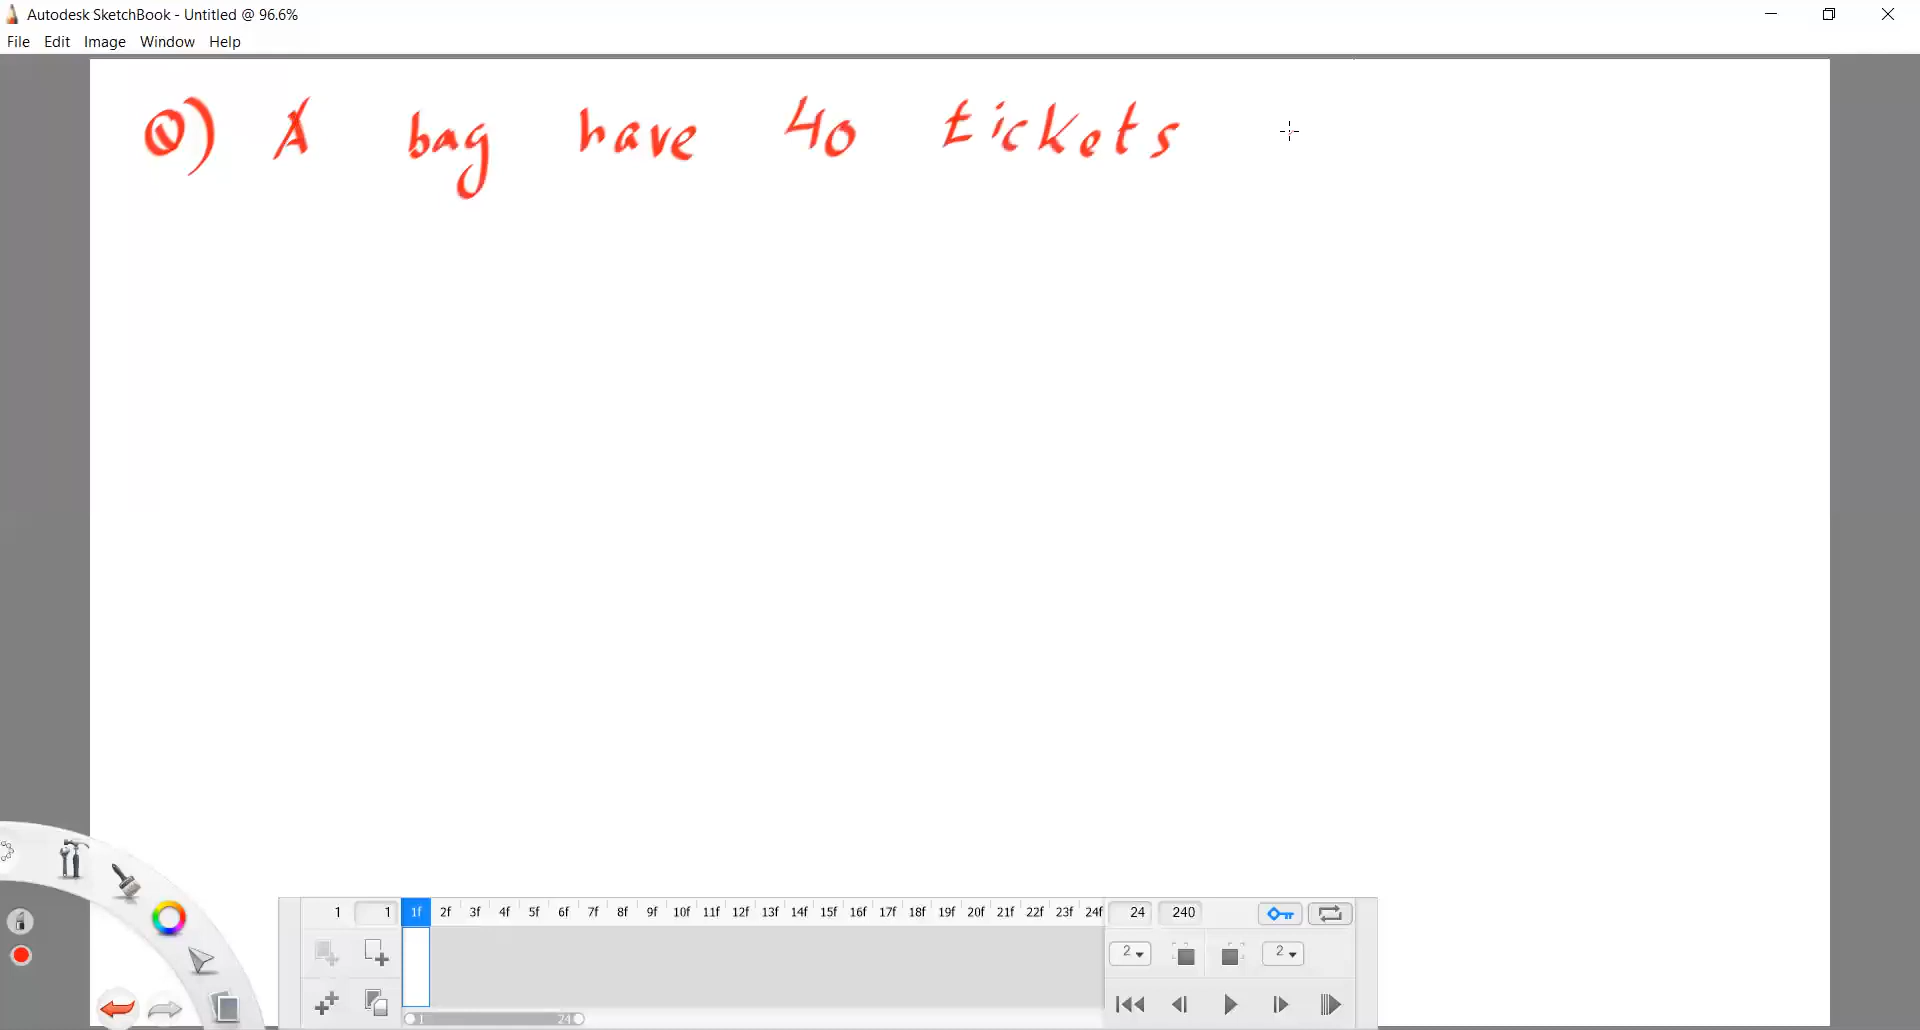 Autodesk SketchBook - Untitled @ 96.6%
File Edit Image Window Help
Q) A bag have 40 tickets
1 1 1f 2f 3f 4f 5f 6f 7f 8f 9f 10f 11f 12f 13f 14f 15f 16f 17f 18f 19f 20f 21f 22f 23f 24f 24 240
2 2
1 24